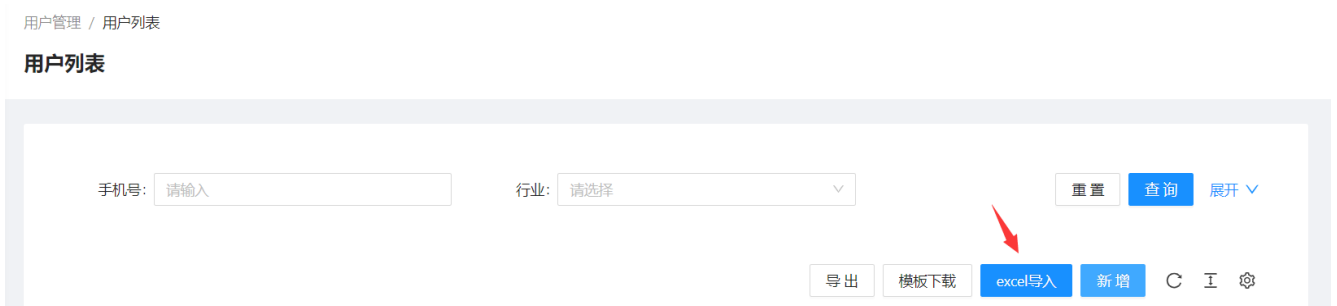 用户管理 / 用户列表
用户列表
手机号: 请输入 行业: 请选择 重置 查询 展开
导出 模板下载 excel导入 新增